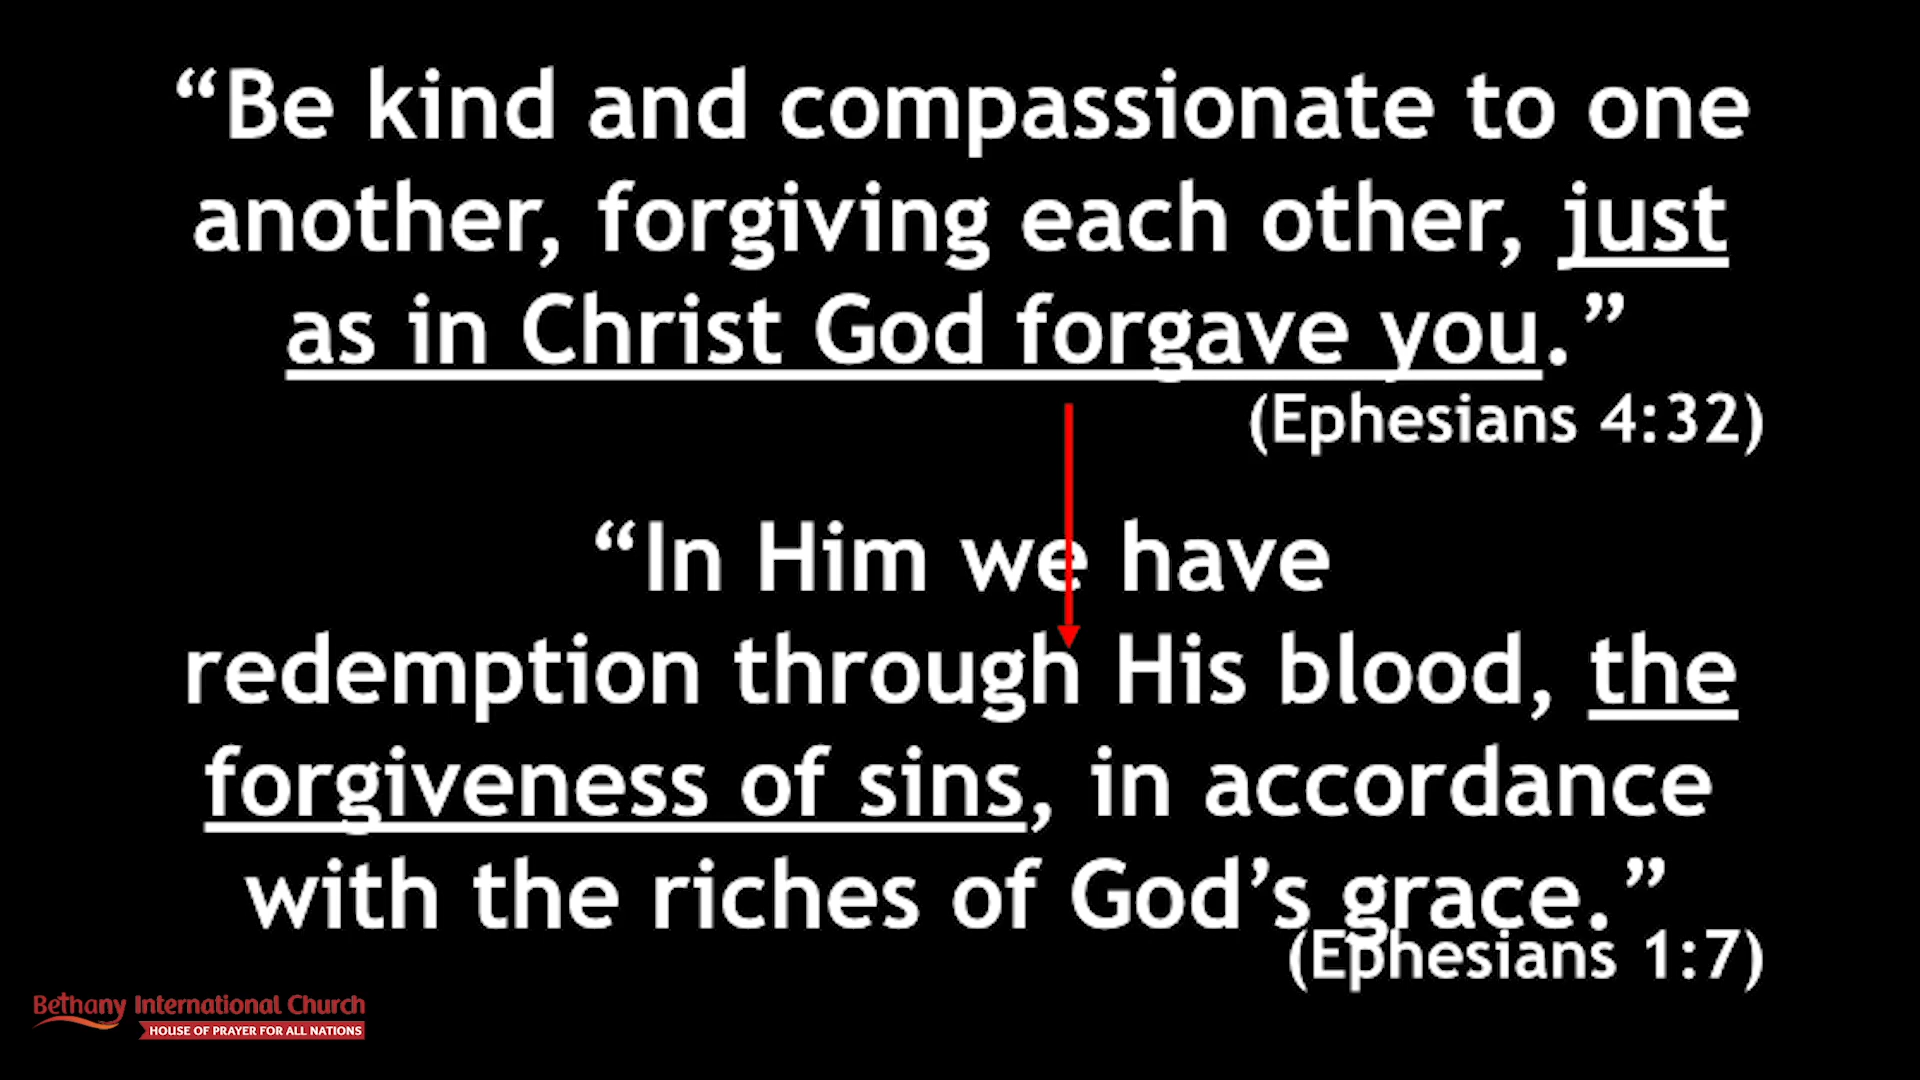 “Be kind and compassionate to one
another, forgiving each other, just
as in Christ God forgave you.”
(Ephesians 4:32)
“In Him we have
redemption through His blood, the
forgiveness of sins, in accordance
with the riches of God’s grace.”
(Ephesians 1:7)
Bethany International Church
HOUSE OF PRAYER FOR ALL NATIONS